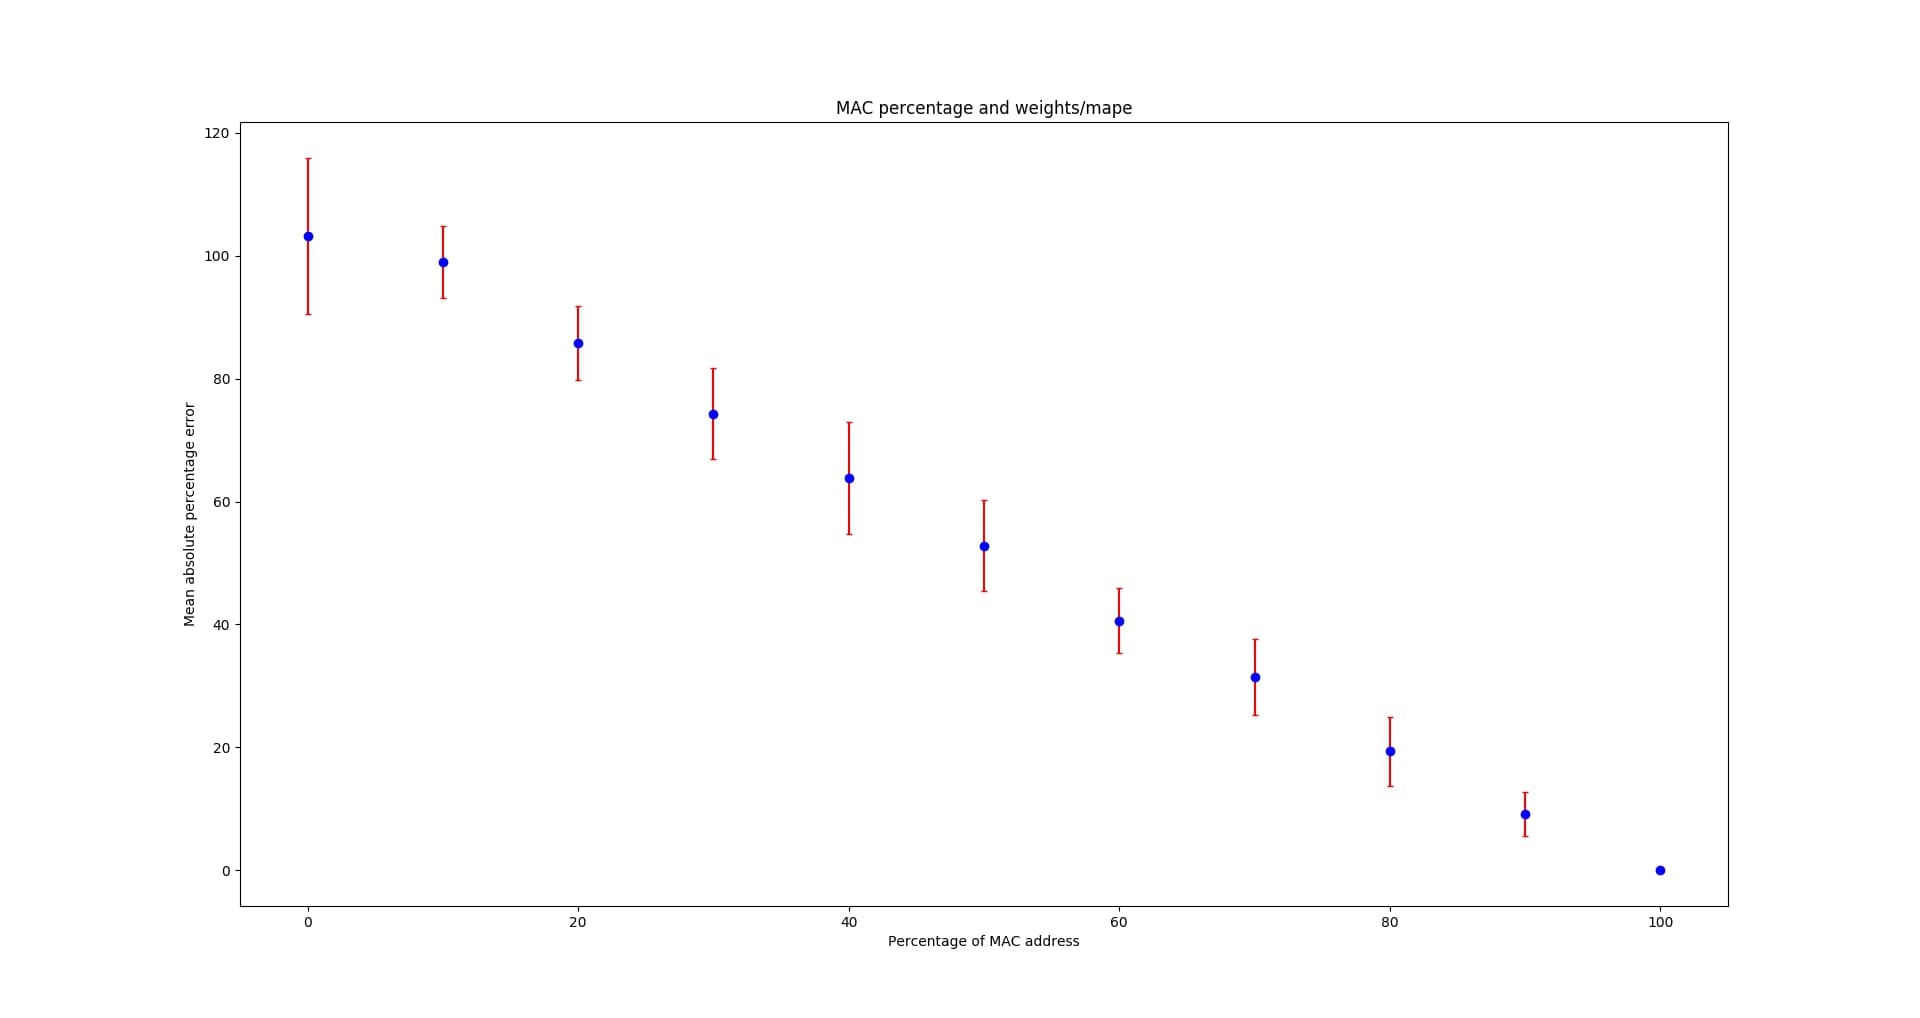 MAC percentage and weights/mape
120
100
80
60
40
20
0
Mean absolute percentage error
0 20 40 60 80 100
Percentage of MAC address